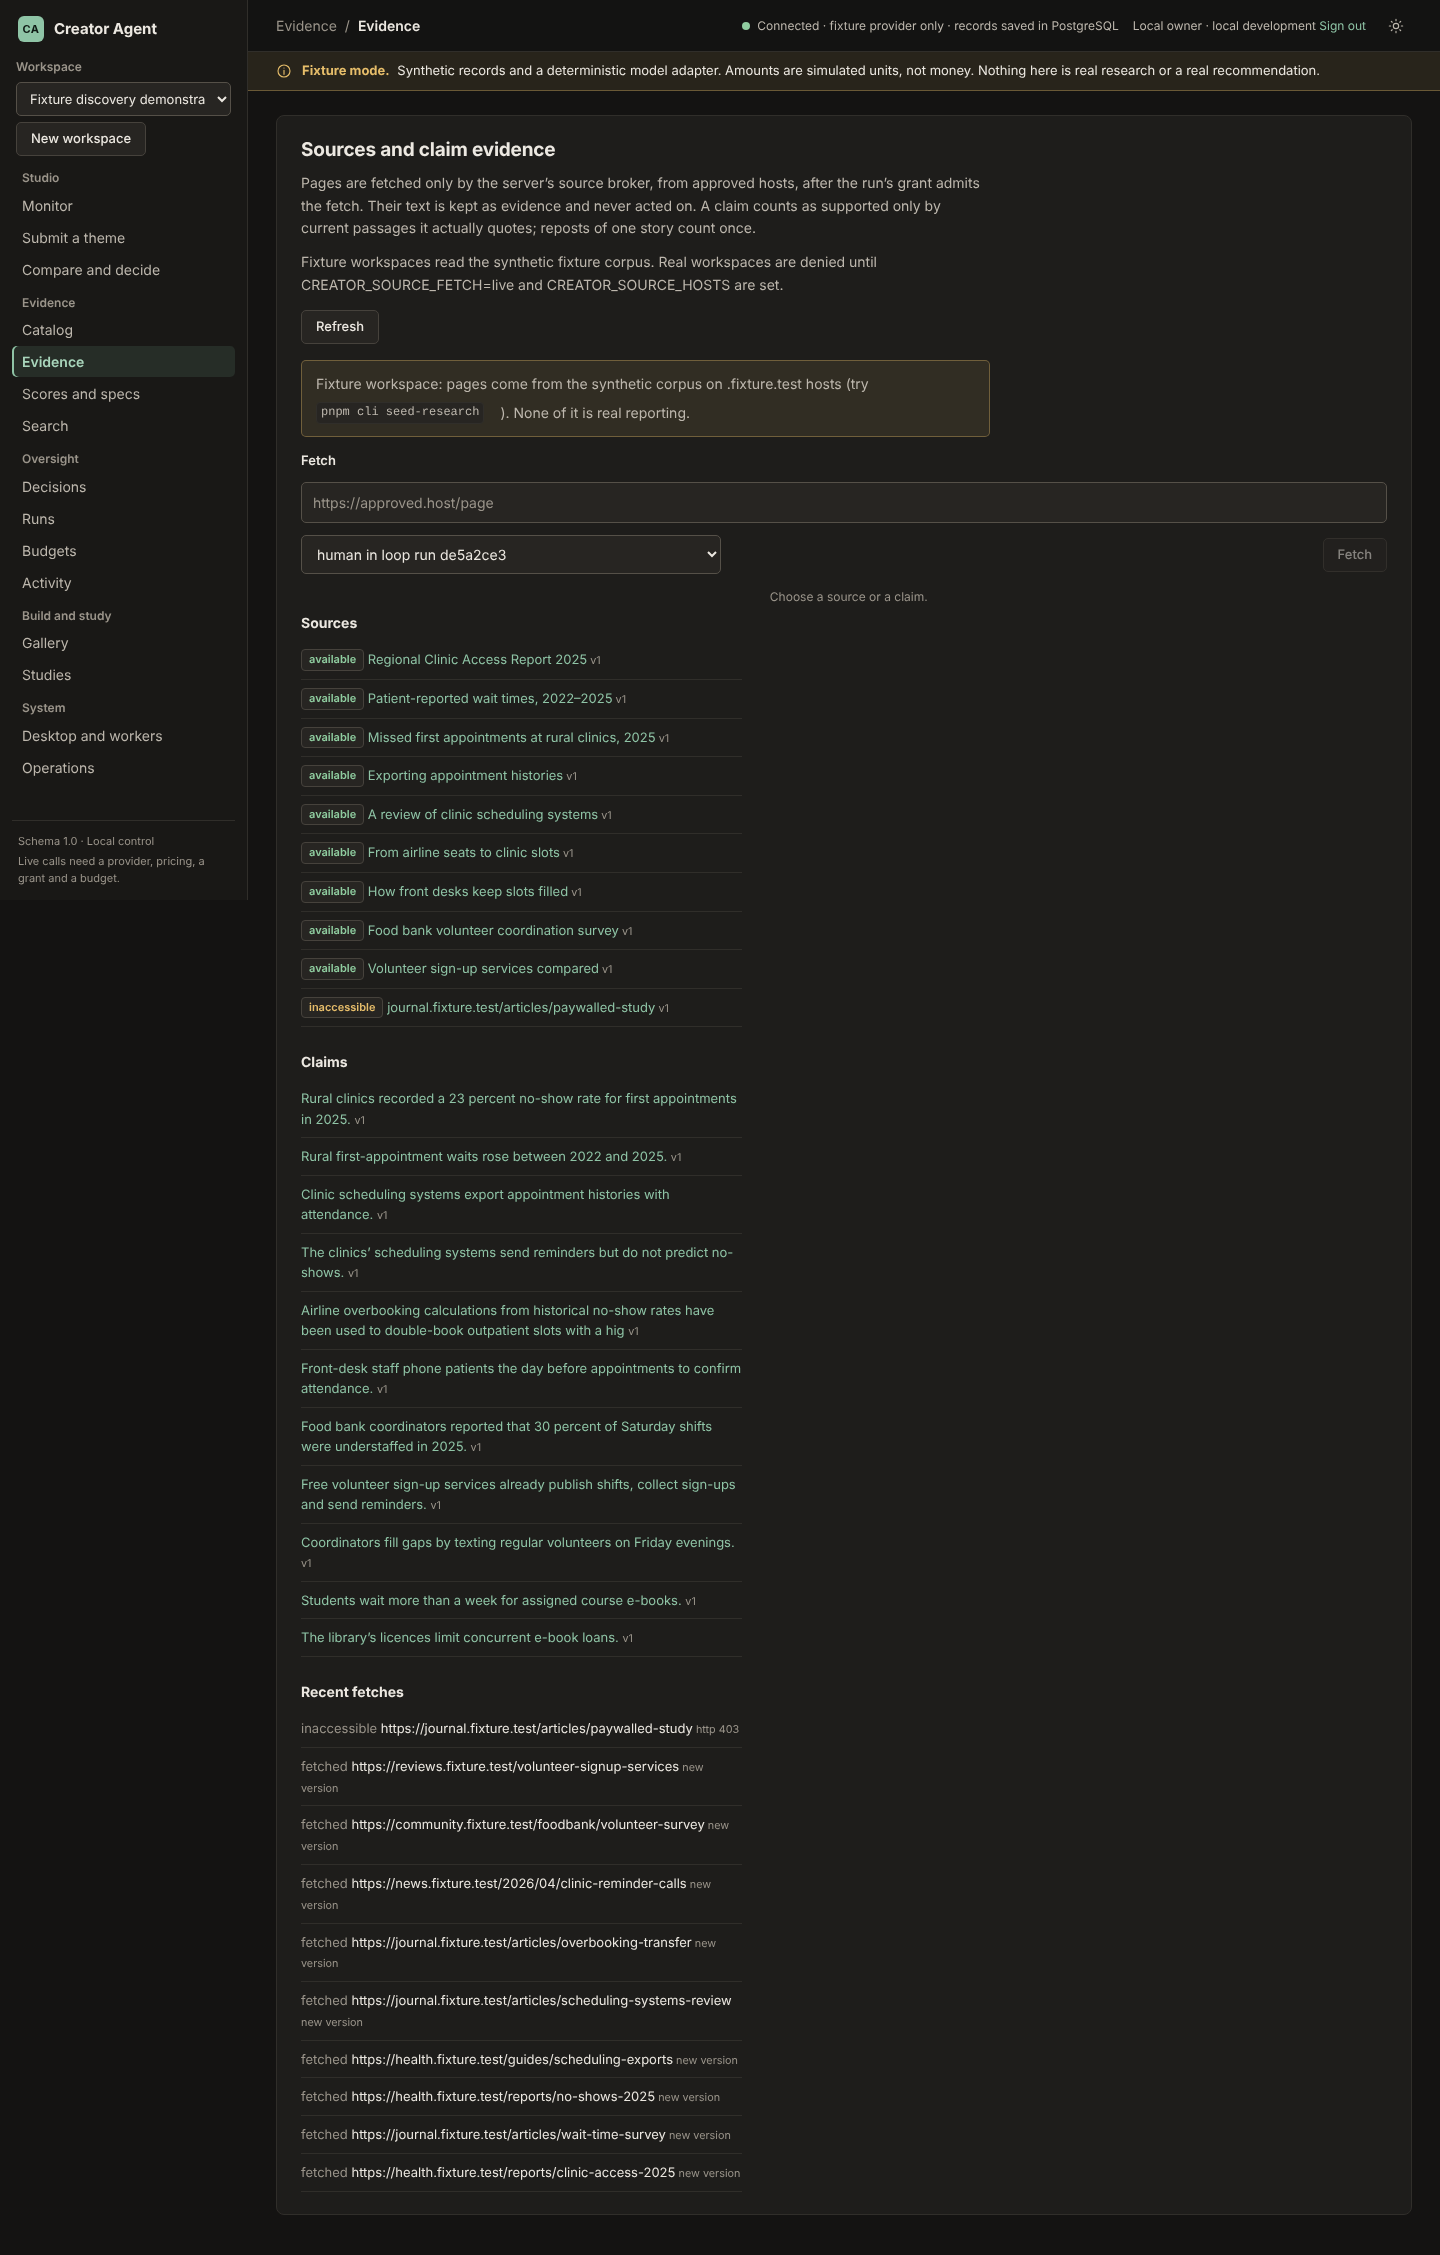 CA Creator Agent
Workspace
Fixture discovery demonstra
New workspace
Studio
Monitor
Submit a theme
Compare and decide
Evidence
Catalog
Evidence
Scores and specs
Search
Oversight
Decisions
Runs
Budgets
Activity
Build and study
Gallery
Studies
System
Desktop and workers
Operations
Schema 1.0 · Local control
Live calls need a provider, pricing, a
grant and a budget.
Evidence / Evidence
Connected · fixture provider only · records saved in PostgreSQL Local owner · local development Sign out
Fixture mode. Synthetic records and a deterministic model adapter. Amounts are simulated units, not money. Nothing here is real research or a real recommendation.
Sources and claim evidence
Pages are fetched only by the server’s source broker, from approved hosts, after the run’s grant admits
the fetch. Their text is kept as evidence and never acted on. A claim counts as supported only by
current passages it actually quotes; reposts of one story count once.
Fixture workspaces read the synthetic fixture corpus. Real workspaces are denied until
CREATOR_SOURCE_FETCH=live and CREATOR_SOURCE_HOSTS are set.
Refresh
Fixture workspace: pages come from the synthetic corpus on .fixture.test hosts (try
pnpm cli seed-research ). None of it is real reporting.
Fetch
https://approved.host/page
human in loop run de5a2ce3
Fetch
Choose a source or a claim.
Sources
available Regional Clinic Access Report 2025 v1
available Patient-reported wait times, 2022–2025 v1
available Missed first appointments at rural clinics, 2025 v1
available Exporting appointment histories v1
available A review of clinic scheduling systems v1
available From airline seats to clinic slots v1
available How front desks keep slots filled v1
available Food bank volunteer coordination survey v1
available Volunteer sign-up services compared v1
inaccessible journal.fixture.test/articles/paywalled-study v1
Claims
Rural clinics recorded a 23 percent no-show rate for first appointments
in 2025. v1
Rural first-appointment waits rose between 2022 and 2025. v1
Clinic scheduling systems export appointment histories with
attendance. v1
The clinics’ scheduling systems send reminders but do not predict no-
shows. v1
Airline overbooking calculations from historical no-show rates have
been used to double-book outpatient slots with a hig v1
Front-desk staff phone patients the day before appointments to confirm
attendance. v1
Food bank coordinators reported that 30 percent of Saturday shifts
were understaffed in 2025. v1
Free volunteer sign-up services already publish shifts, collect sign-ups
and send reminders. v1
Coordinators fill gaps by texting regular volunteers on Friday evenings.
v1
Students wait more than a week for assigned course e-books. v1
The library’s licences limit concurrent e-book loans. v1
Recent fetches
inaccessible https://journal.fixture.test/articles/paywalled-study http 403
fetched https://reviews.fixture.test/volunteer-signup-services new
version
fetched https://community.fixture.test/foodbank/volunteer-survey new
version
fetched https://news.fixture.test/2026/04/clinic-reminder-calls new
version
fetched https://journal.fixture.test/articles/overbooking-transfer new
version
fetched https://journal.fixture.test/articles/scheduling-systems-review
new version
fetched https://health.fixture.test/guides/scheduling-exports new version
fetched https://health.fixture.test/reports/no-shows-2025 new version
fetched https://journal.fixture.test/articles/wait-time-survey new version
fetched https://health.fixture.test/reports/clinic-access-2025 new version